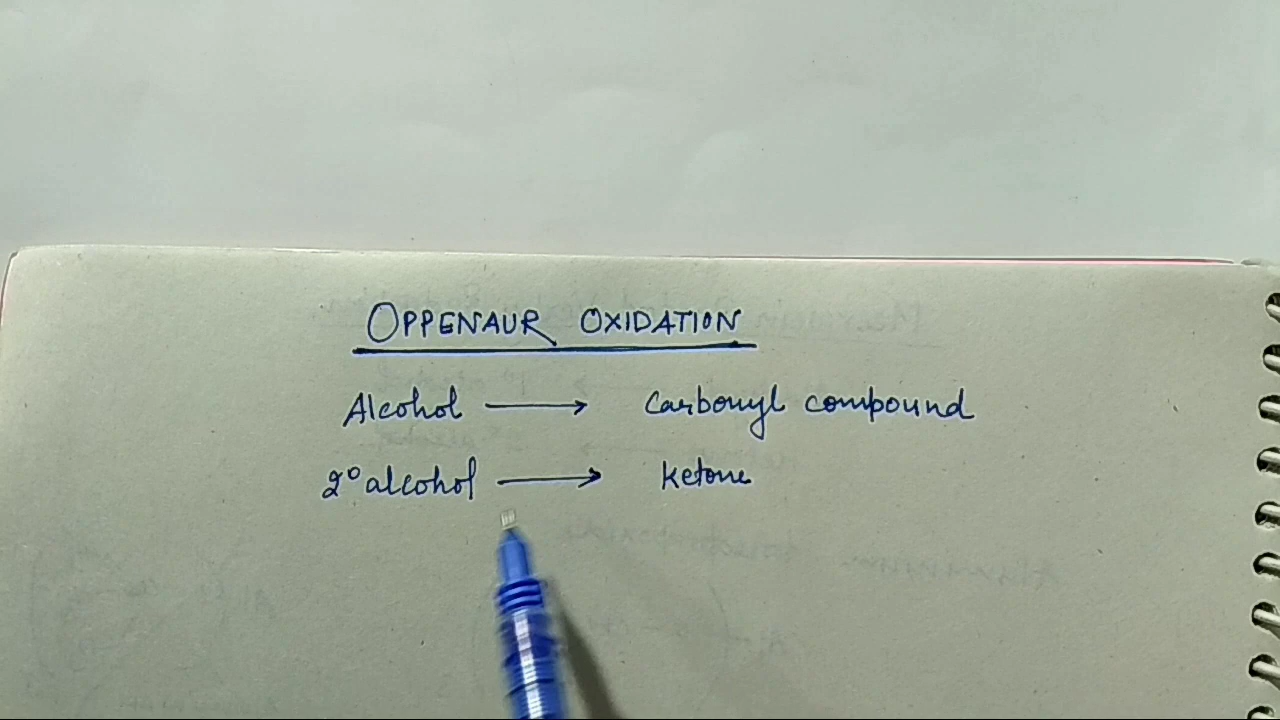 OPPENAUR OXIDATION
Alcohol ⟶ Carbonyl compound
2° alcohol ⟶ Ketone